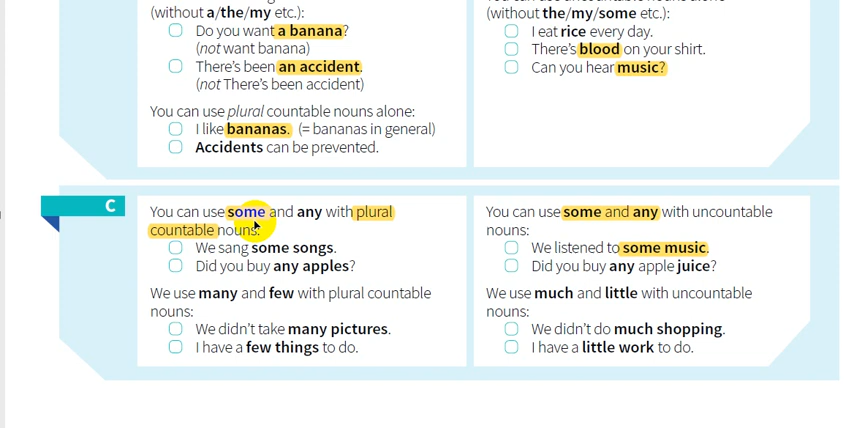 (without a/the/my etc.):
Do you want a banana?
(not want banana)
There's been an accident.
(not There's been accident)
You can use plural countable nouns alone:
I like bananas. (= bananas in general)
Accidents can be prevented.
(without the/my/some etc.):
I eat rice every day.
There's blood on your shirt.
Can you hear music?
C
You can use some and any with plural
countable nouns:
We sang some songs.
Did you buy any apples?
We use many and few with plural countable
nouns:
We didn't take many pictures.
I have a few things to do.
You can use some and any with uncountable
nouns:
We listened to some music.
Did you buy any apple juice?
We use much and little with uncountable
nouns:
We didn't do much shopping.
I have a little work to do.